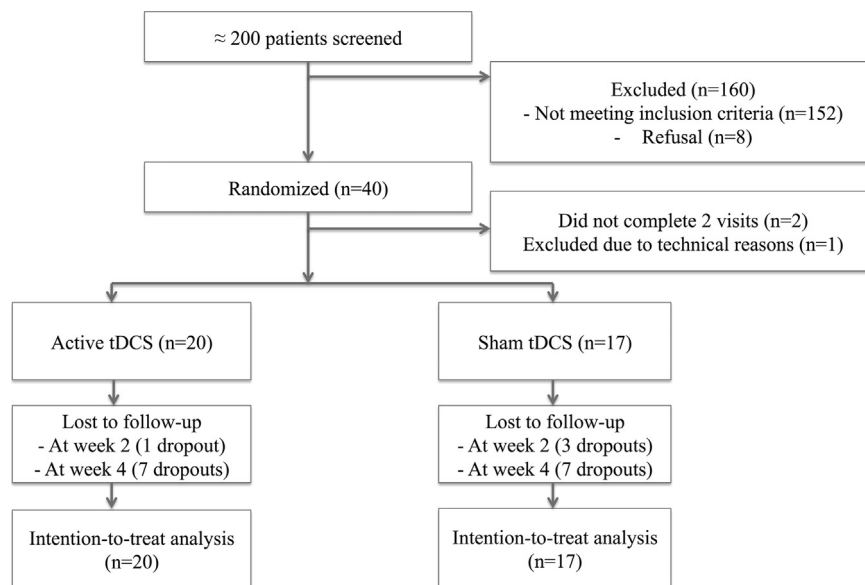 ≈ 200 patients screened
Excluded (n=160)
- Not meeting inclusion criteria (n=152)
- Refusal (n=8)
Randomized (n=40)
Did not complete 2 visits (n=2)
Excluded due to technical reasons (n=1)
Active tDCS (n=20)
Sham tDCS (n=17)
Lost to follow-up
- At week 2 (1 dropout)
- At week 4 (7 dropouts)
Lost to follow-up
- At week 2 (3 dropouts)
- At week 4 (7 dropouts)
Intention-to-treat analysis
(n=20)
Intention-to-treat analysis
(n=17)